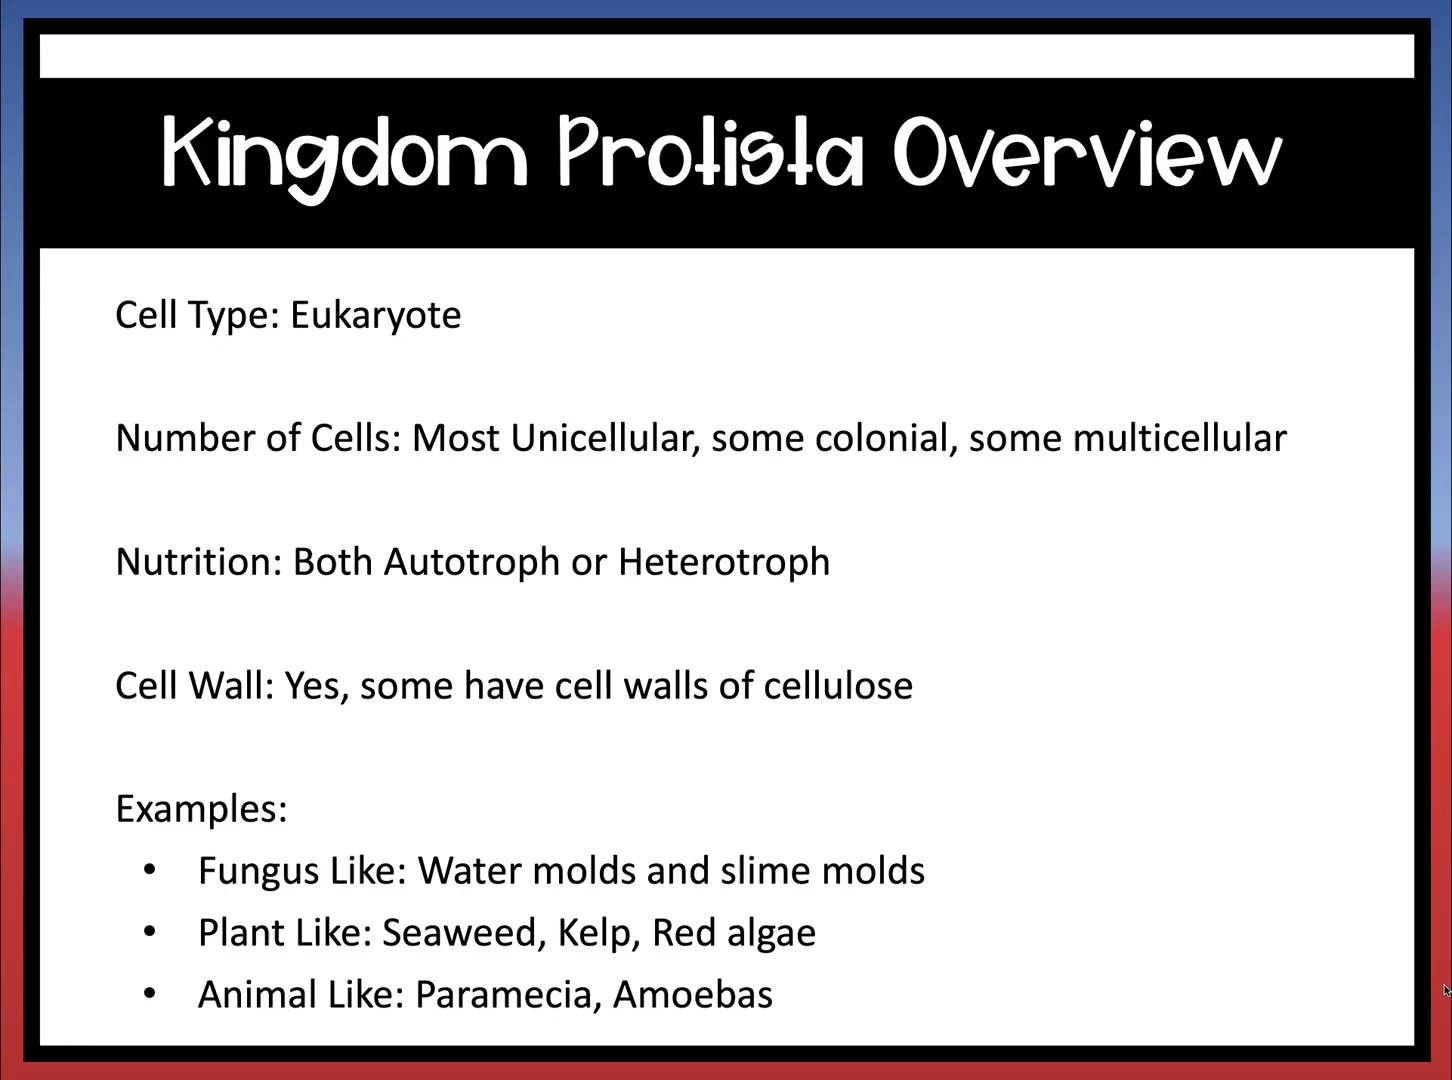 Kingdom Protista Overview
Cell Type: Eukaryote
Number of Cells: Most Unicellular, some colonial, some multicellular
Nutrition: Both Autotroph or Heterotroph
Cell Wall: Yes, some have cell walls of cellulose
Examples:
• Fungus Like: Water molds and slime molds
• Plant Like: Seaweed, Kelp, Red algae
• Animal Like: Paramecia, Amoebas